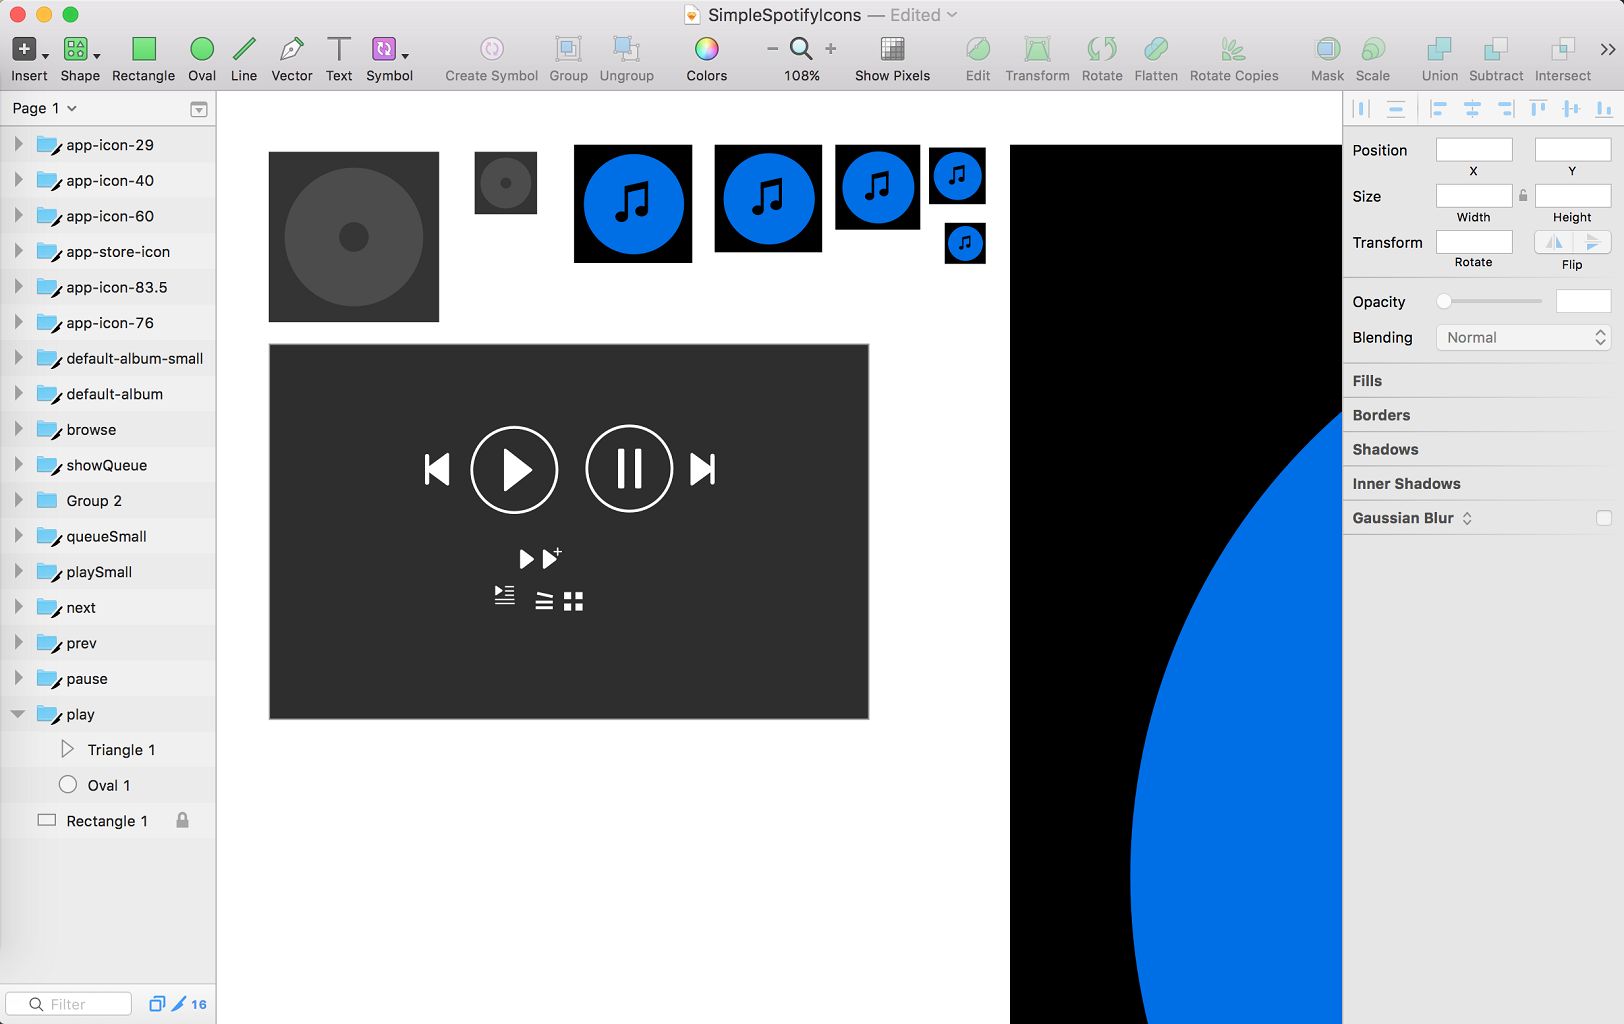 SimpleSpotifyIcons — Edited
Insert Shape Rectangle Oval Line Vector Text Symbol Create Symbol Group Ungroup Colors 108% Show Pixels Edit Transform Rotate Flatten Rotate Copies Mask Scale Union Subtract Intersect
Page 1
app-icon-29
app-icon-40
app-icon-60
app-store-icon
app-icon-83.5
app-icon-76
default-album-small
default-album
browse
showQueue
Group 2
queueSmall
playSmall
next
prev
pause
play
Triangle 1
Oval 1
Rectangle 1
Filter 16
Position
X Y
Size
Width Height
Transform
Rotate Flip
Opacity
Blending Normal
Fills
Borders
Shadows
Inner Shadows
Gaussian Blur